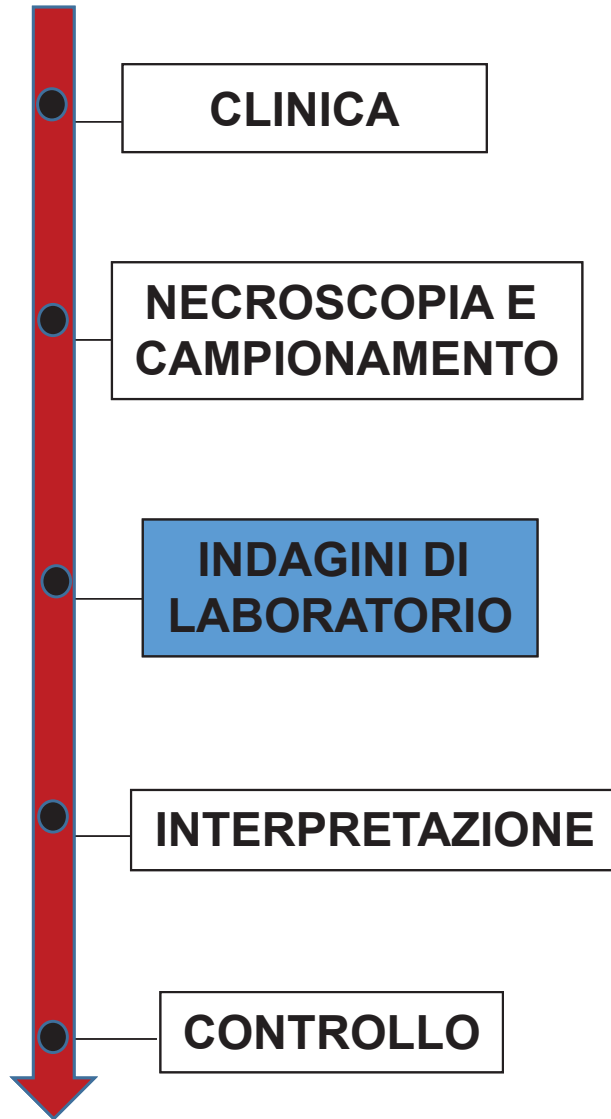 CLINICA
NECROSCOPIA E
CAMPIONAMENTO
INDAGINI DI
LABORATORIO
INTERPRETAZIONE
CONTROLLO